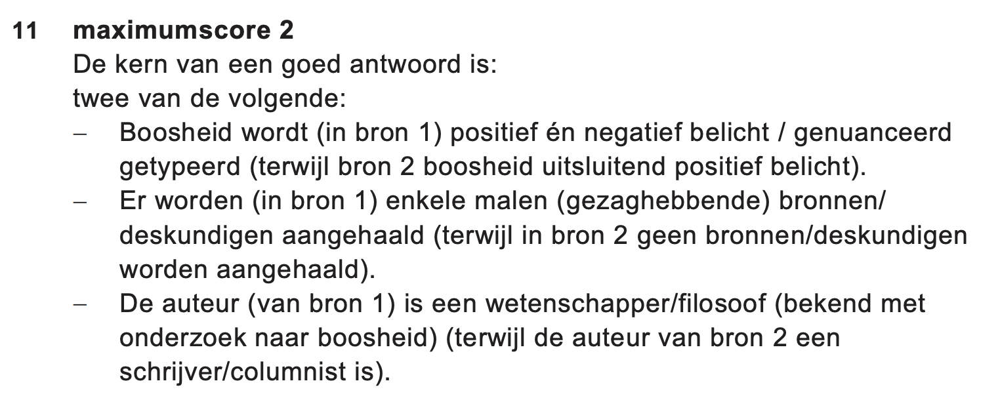 11 maximumscore 2
De kern van een goed antwoord is:
twee van de volgende:
– Boosheid wordt (in bron 1) positief én negatief belicht / genuanceerd
getypeerd (terwijl bron 2 boosheid uitsluitend positief belicht).
– Er worden (in bron 1) enkele malen (gezaghebbende) bronnen/
deskundigen aangehaald (terwijl in bron 2 geen bronnen/deskundigen
worden aangehaald).
– De auteur (van bron 1) is een wetenschapper/filosoof (bekend met
onderzoek naar boosheid) (terwijl de auteur van bron 2 een
schrijver/columnist is).